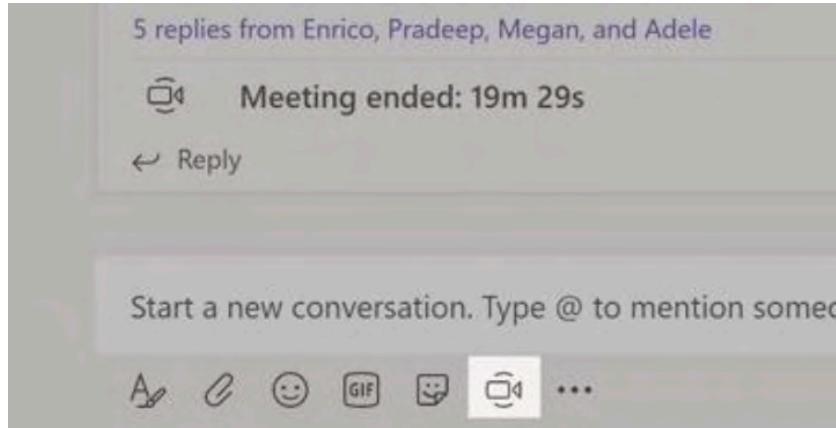 5 replies from Enrico, Pradeep, Megan, and Adele
Meeting ended: 19m 29s
Reply
Start a new conversation. Type @ to mention
GIF